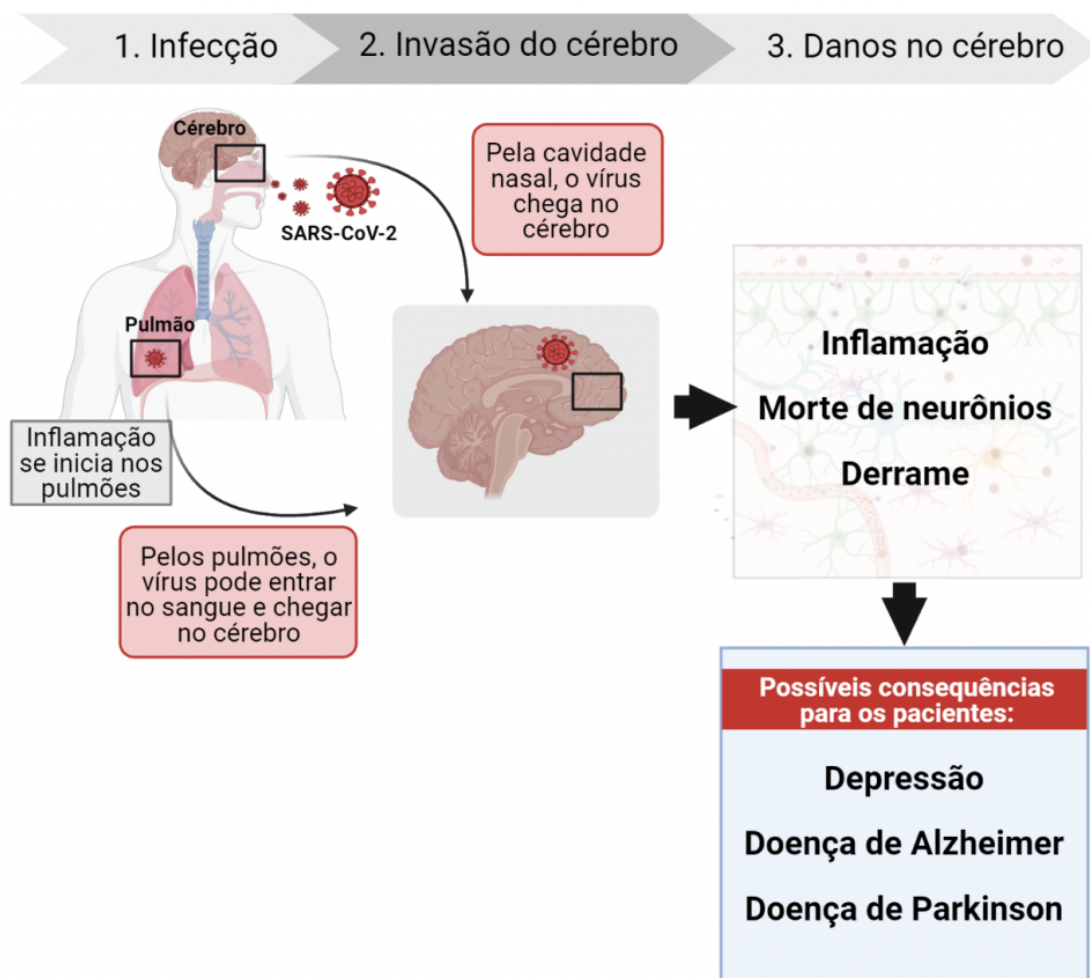 1. Infecção
2. Invasão do cérebro
3. Danos no cérebro
Cérebro
SARS-CoV-2
Pela cavidade
nasal, o vírus
chega no
cérebro
Pulmão
Inflamação
se inicia nos
pulmões
Pelos pulmões, o
vírus pode entrar
no sangue e chegar
no cérebro
Inflamação
Morte de neurônios
Derrame
Possíveis consequências
para os pacientes:
Depressão
Doença de Alzheimer
Doença de Parkinson